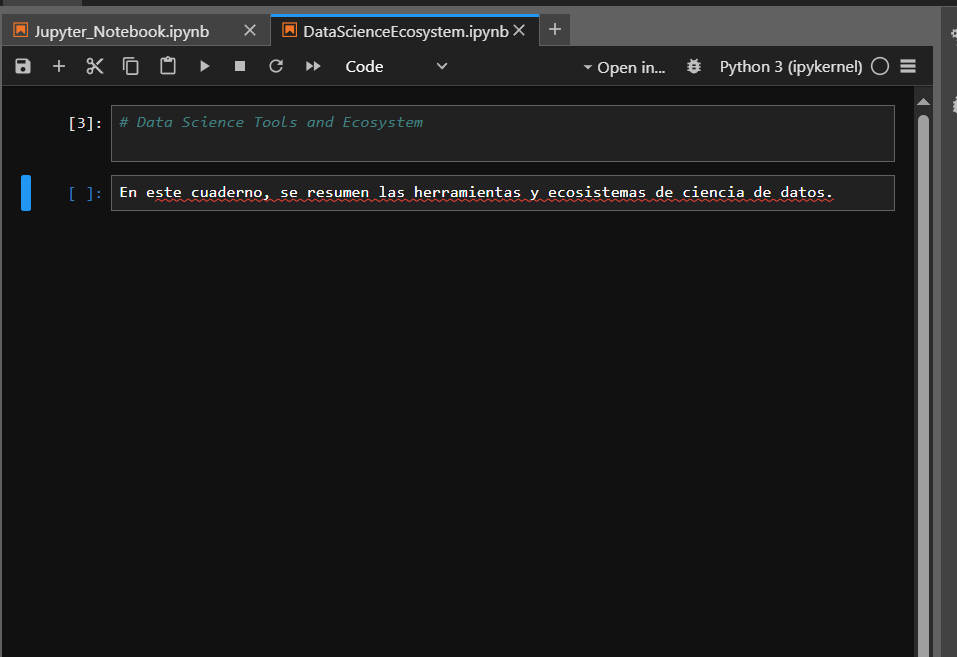 Jupyter_Notebook.ipynb DataScienceEcosystem.ipynb
Code Open in... Python 3 (ipykernel)
[3]: # Data Science Tools and Ecosystem
[ ]: En este cuaderno, se resumen las herramientas y ecosistemas de ciencia de datos.